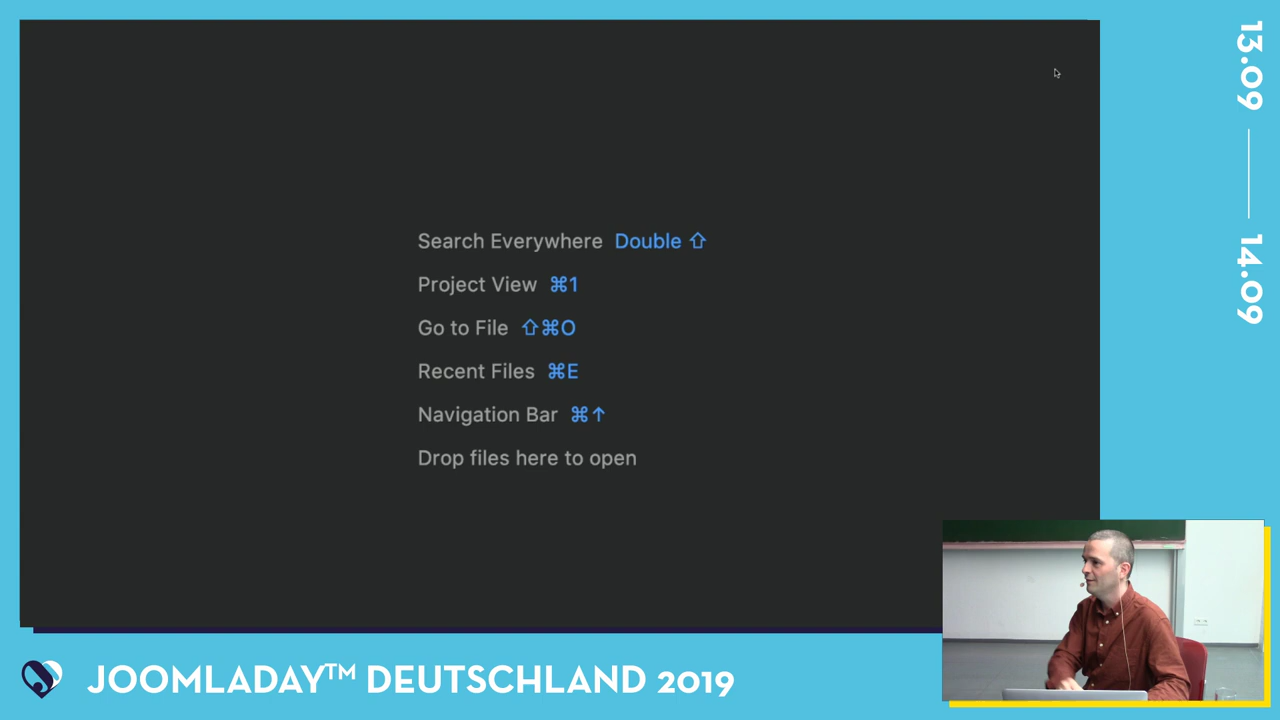 Search Everywhere Double ⇧
Project View ⌘1
Go to File ⇧⌘O
Recent Files ⌘E
Navigation Bar ⌘↑
Drop files here to open
13.09
14.09
JOOMLADAY™ DEUTSCHLAND 2019